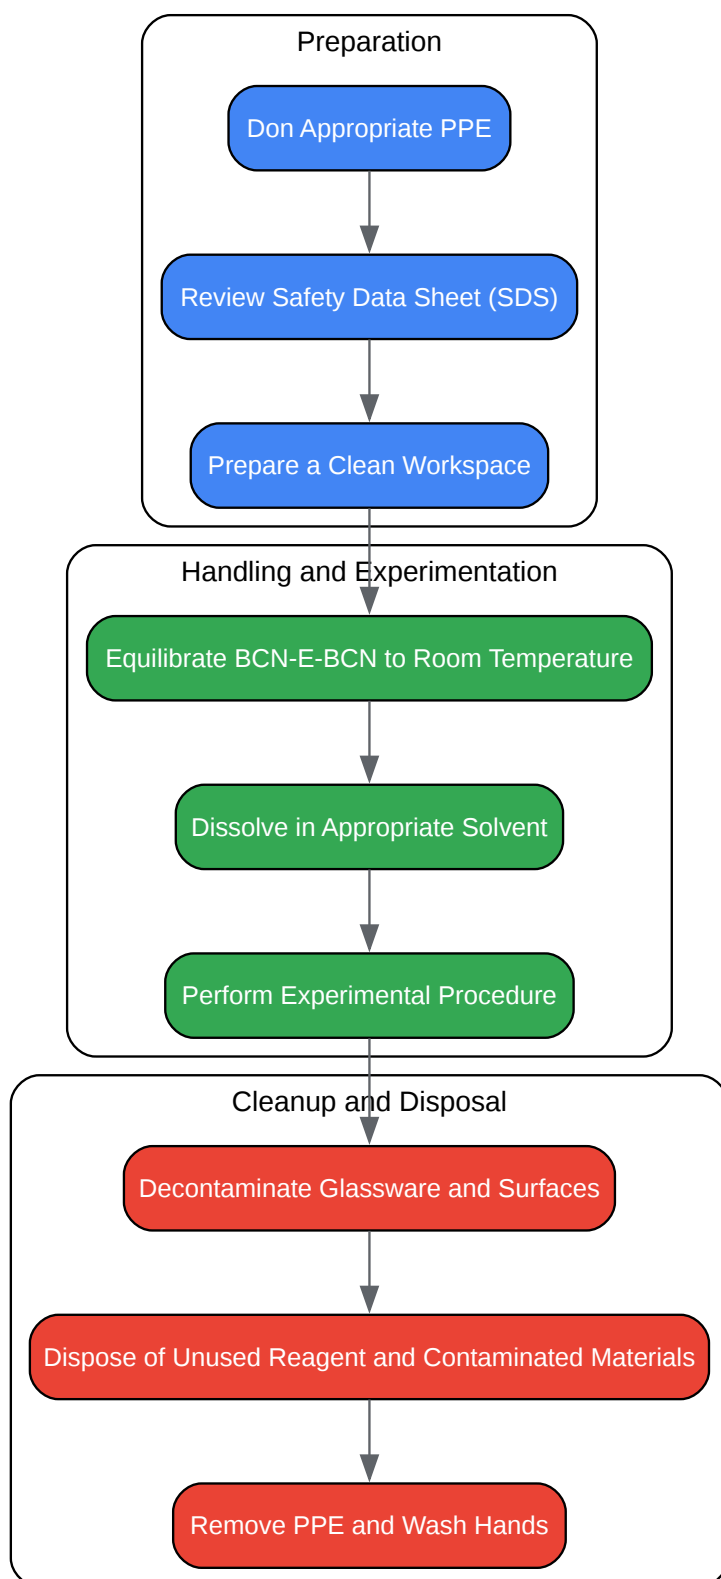 Preparation
Don Appropriate PPE
Review Safety Data Sheet (SDS)
Prepare a Clean Workspace
Handling and Experimentation
Equilibrate BCN-E-BCN to Room Temperature
Dissolve in Appropriate Solvent
Perform Experimental Procedure
Cleanup and Disposal
Decontaminate Glassware and Surfaces
Dispose of Unused Reagent and Contaminated Materials
Remove PPE and Wash Hands